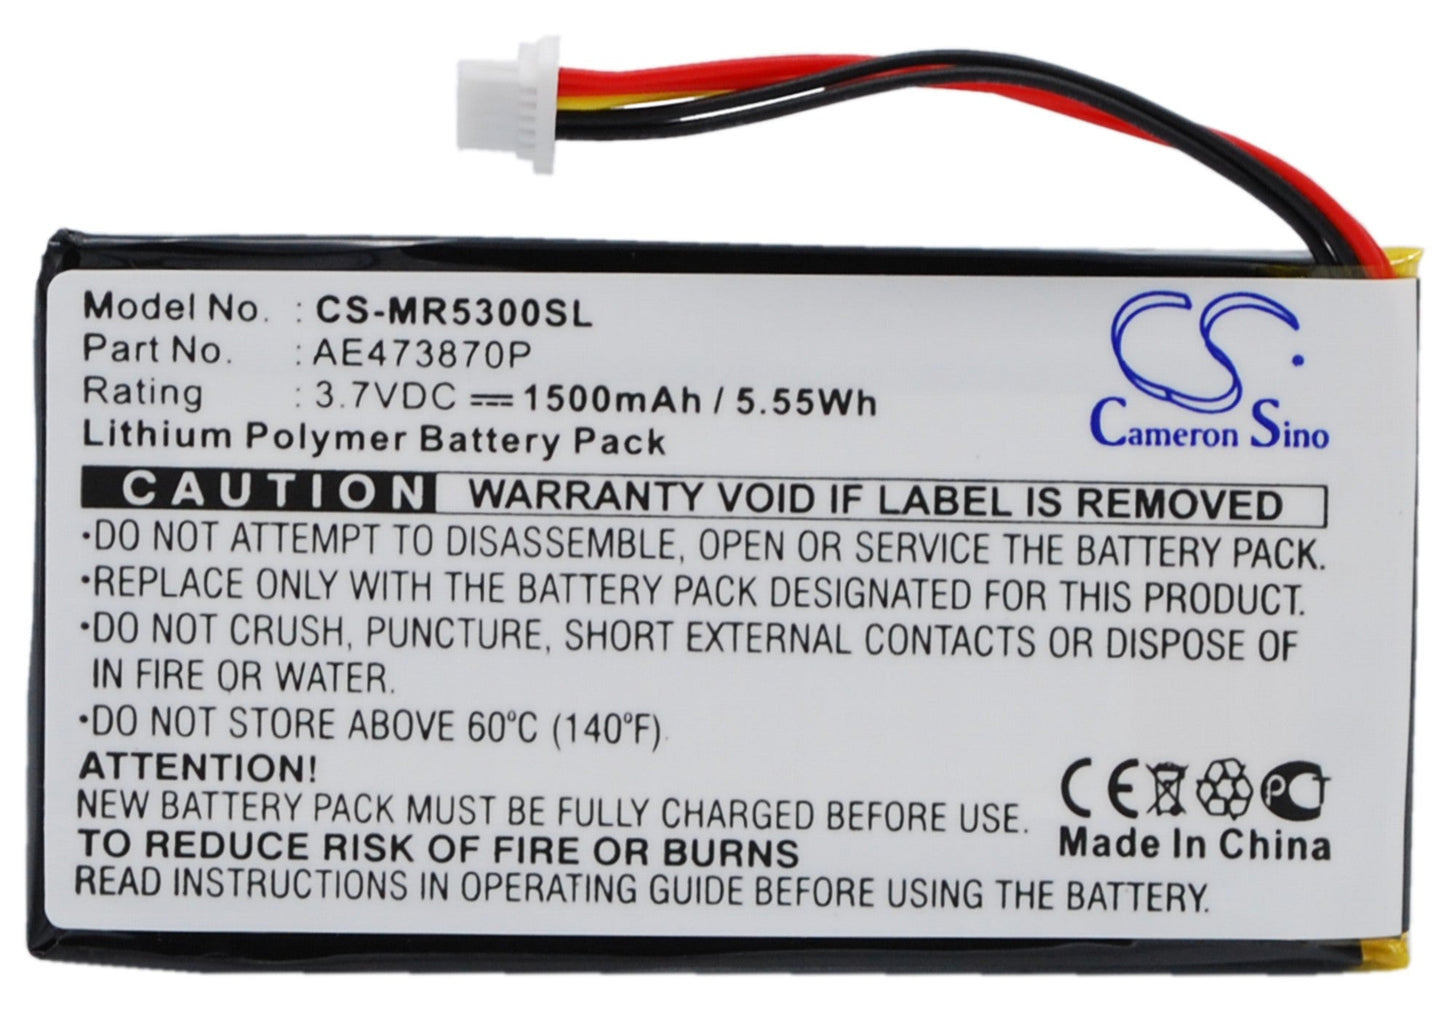 Model No. : CS-MR5300SL
Part No. : AE473870P
Rating : 3.7VDC ⎓ 1500mAh / 5.55Wh
Lithium Polymer Battery Pack
CS
Cameron Sino
CAUTION WARRANTY VOID IF LABEL IS REMOVED
•DO NOT ATTEMPT TO DISASSEMBLE, OPEN OR SERVICE THE BATTERY PACK.
•REPLACE ONLY WITH THE BATTERY PACK DESIGNATED FOR THIS PRODUCT.
•DO NOT CRUSH, PUNCTURE, SHORT EXTERNAL CONTACTS OR DISPOSE OF
IN FIRE OR WATER.
•DO NOT STORE ABOVE 60°C (140°F).
ATTENTION!
NEW BATTERY PACK MUST BE FULLY CHARGED BEFORE USE.
TO REDUCE RISK OF FIRE OR BURNS
READ INSTRUCTIONS IN OPERATING GUIDE BEFORE USING THE BATTERY.
CE PCT
Made In China